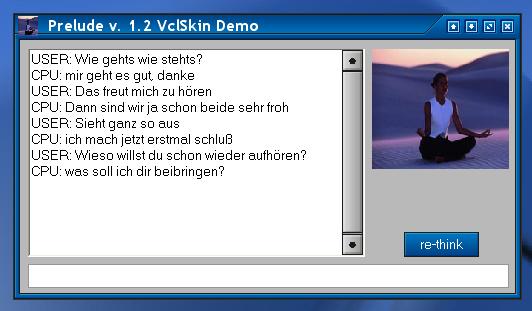 Prelude v. 1.2 VclSkin Demo
USER: Wie gehts wie stehts?
CPU: mir geht es gut, danke
USER: Das freut mich zu hören
CPU: Dann sind wir ja schon beide sehr froh
USER: Sieht ganz so aus
CPU: ich mach jetzt erstmal schluß
USER: Wieso willst du schon wieder aufhören?
CPU: was soll ich dir beibringen?
re-think